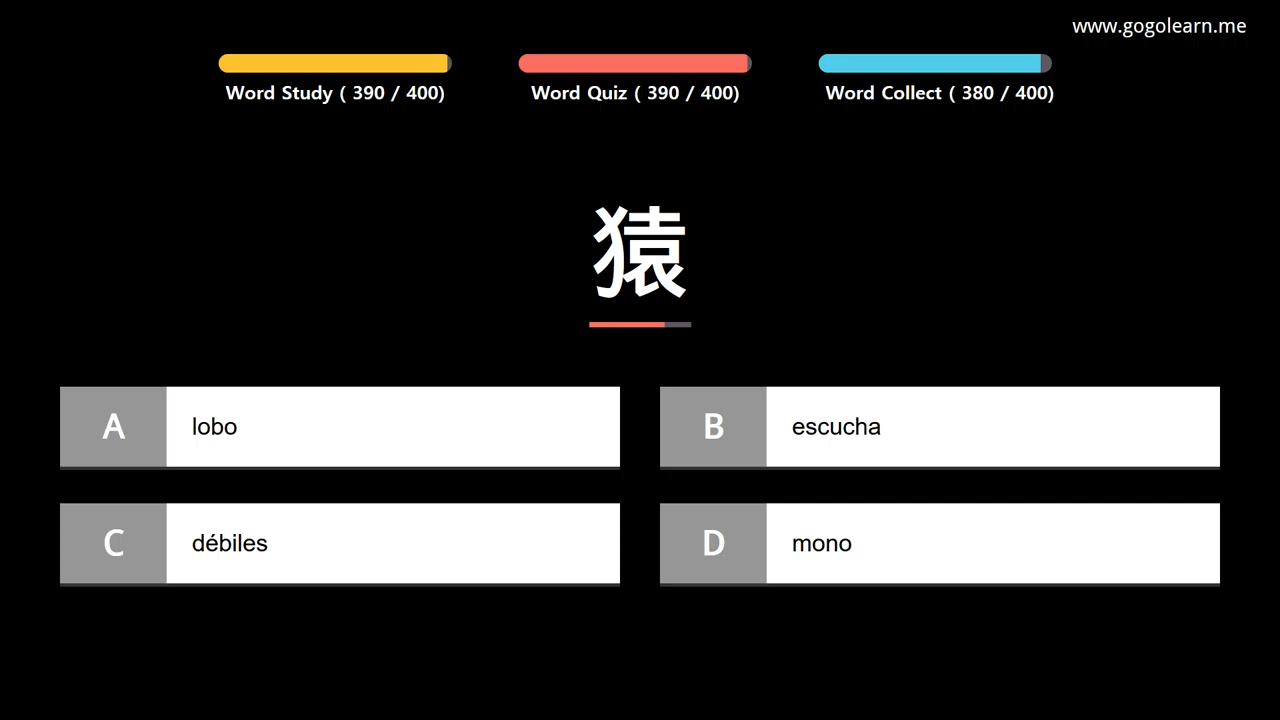 www.gogolearn.me
Word Study ( 390 / 400)
Word Quiz ( 390 / 400)
Word Collect ( 380 / 400)
猿
A lobo
B escucha
C débiles
D mono